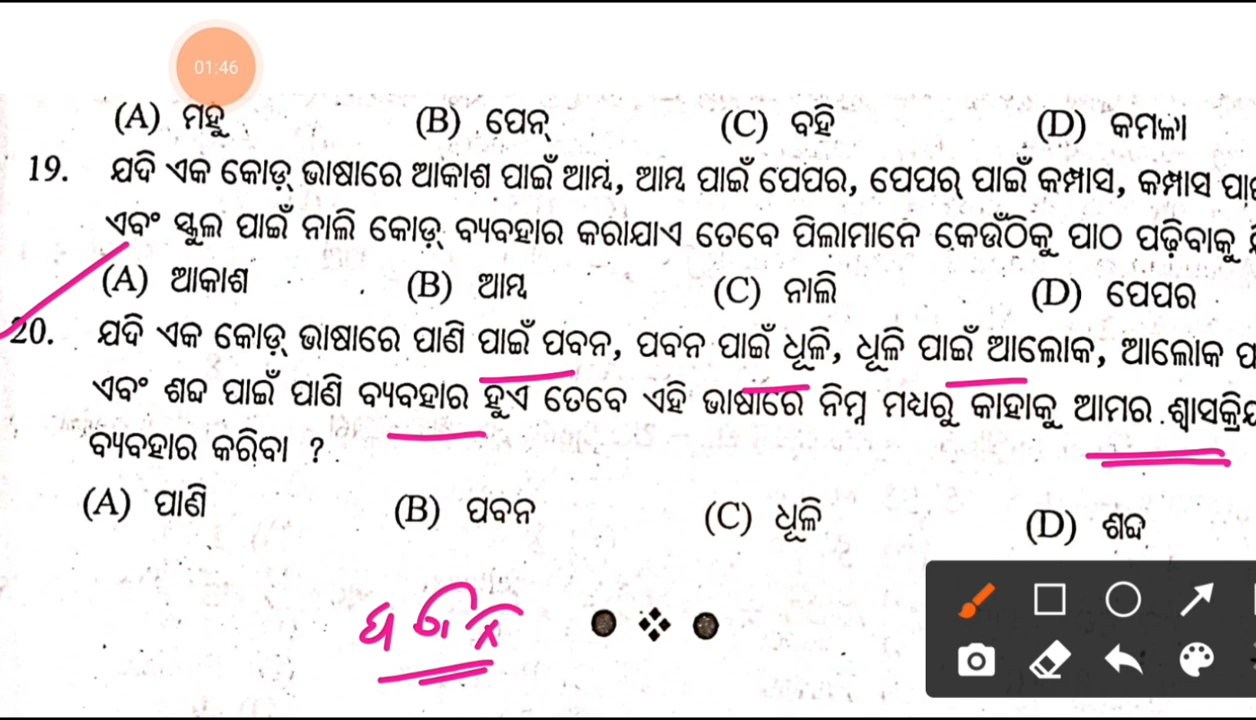 01:46
(A) ମହୁ (B) ପେନ୍ (C) ବହି (D) କମଳା
19. ଯଦି ଏକ କୋଡ୍ ଭାଷାରେ ଆକାଶ ପାଇଁ ଆମ୍ବ, ଆମ୍ବ ପାଇଁ ପେପର, ପେପର୍ ପାଇଁ କମ୍ପାସ, କମ୍ପାସ
ଏବଂ ସ୍କୁଲ ପାଇଁ ନାଲି କୋଡ୍ ବ୍ୟବହାର କରାଯାଏ ତେବେ ପିଲାମାନେ କେଉଁଠିକୁ ପାଠ ପଢ଼ିବାକୁ
(A) ଆକାଶ (B) ଆମ୍ବ (C) ନାଲି (D) ପେପର
20. ଯଦି ଏକ କୋଡ୍ ଭାଷାରେ ପାଣି ପାଇଁ ପବନ, ପବନ ପାଇଁ ଧୂଳି, ଧୂଳି ପାଇଁ ଆଲୋକ, ଆଲୋକ
ଏବଂ ଶବ୍ଦ ପାଇଁ ପାଣି ବ୍ୟବହାର ହୁଏ ତେବେ ଏହି ଭାଷାରେ ନିମ୍ନ ମଧ୍ୟରୁ କାହାକୁ ଆମର
ବ୍ୟବହାର କରିବା ?
(A) ପାଣି (B) ପବନ (C) ଧୂଳି (D) ଶବ୍ଦ